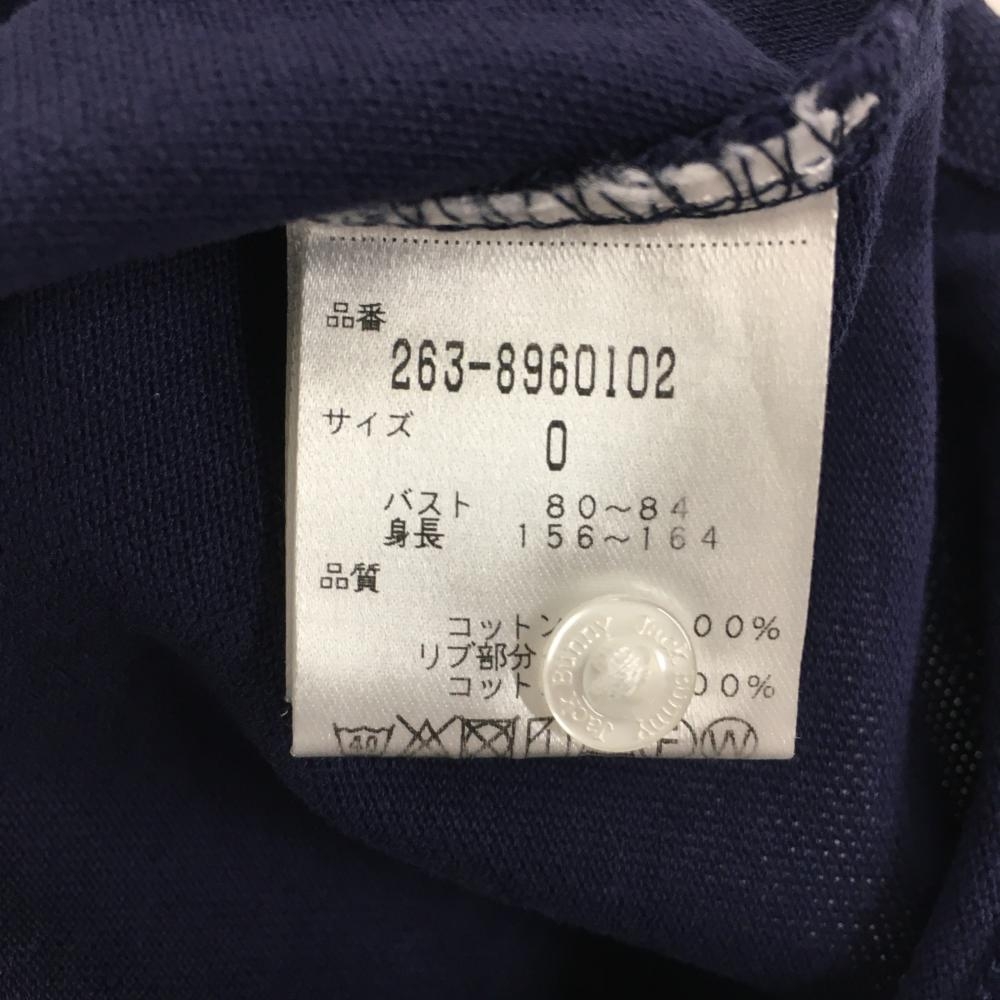 品番
263-8960102
サイズ 0
バスト 80~84
身長 156~164
品質
コットン 00%
リブ部分
コット 00%
40 F W
Jack Bunny Jack Bunny